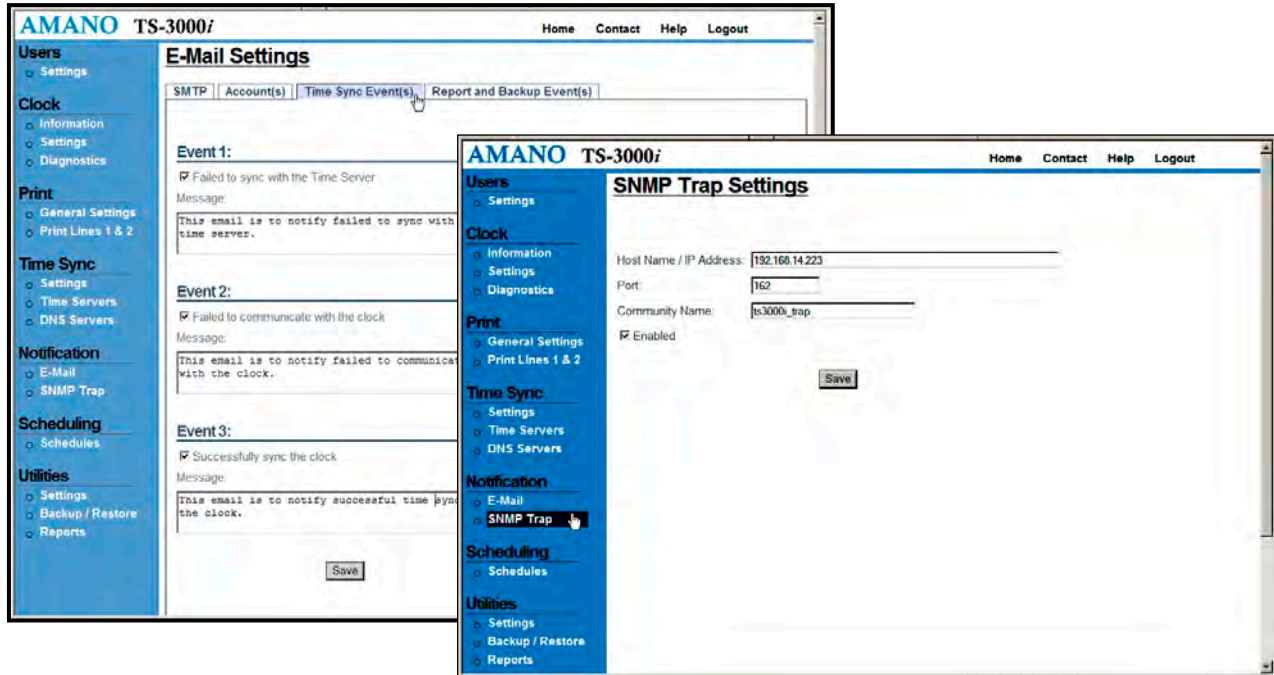 AMANO TS-3000i
Home Contact Help Logout
Users
Settings
Clock
Information
Settings
Diagnostics
Print
General Settings
Print Lines 1 & 2
Time Sync
Settings
Time Servers
DNS Servers
Notification
E-Mail
SNMP Trap
Scheduling
Schedules
Utilities
Settings
Backup / Restore
Reports
E-Mail Settings
SMTP Account(s) Time Sync Event(s) Report and Backup Event(s)
Event 1:
Failed to sync with the Time Server
Message:
This email is to notify failed to sync with
time server.
Event 2:
Failed to communicate with the clock
Message:
This email is to notify failed to communicat
with the clock.
Event 3:
Successfully sync the clock
Message:
This email is to notify successful time sync
the clock.
Save
AMANO TS-3000i
Home Contact Help Logout
Users
Settings
Clock
Information
Settings
Diagnostics
Print
General Settings
Print Lines 1 & 2
Time Sync
Settings
Time Servers
DNS Servers
Notification
E-Mail
SNMP Trap
Scheduling
Schedules
Utilities
Settings
Backup / Restore
Reports
SNMP Trap Settings
Host Name / IP Address: 192.168.14.223
Port: 162
Community Name: ts3000i_trap
Enabled
Save